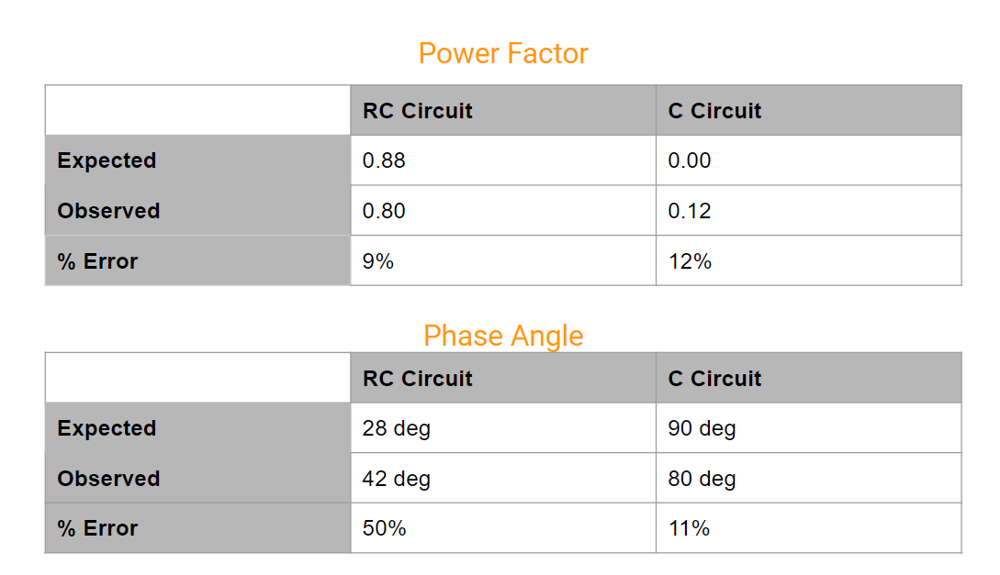 Power Factor
RC Circuit C Circuit
Expected 0.88 0.00
Observed 0.80 0.12
% Error 9% 12%
Phase Angle
RC Circuit C Circuit
Expected 28 deg 90 deg
Observed 42 deg 80 deg
% Error 50% 11%